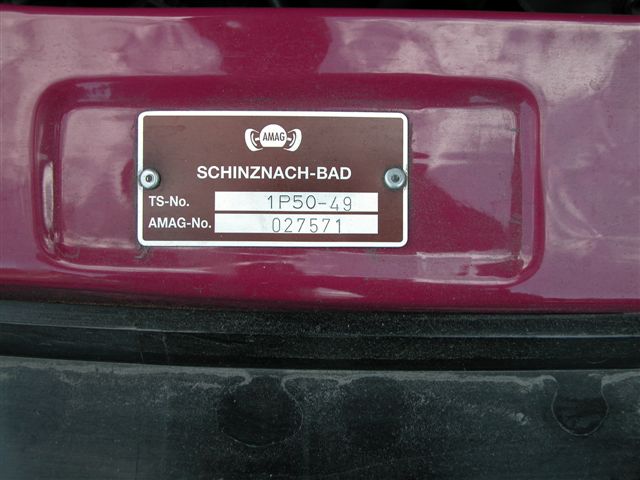 AMAG
SCHINZNACH-BAD
TS-No. 1P50-49
AMAG-No. 027571